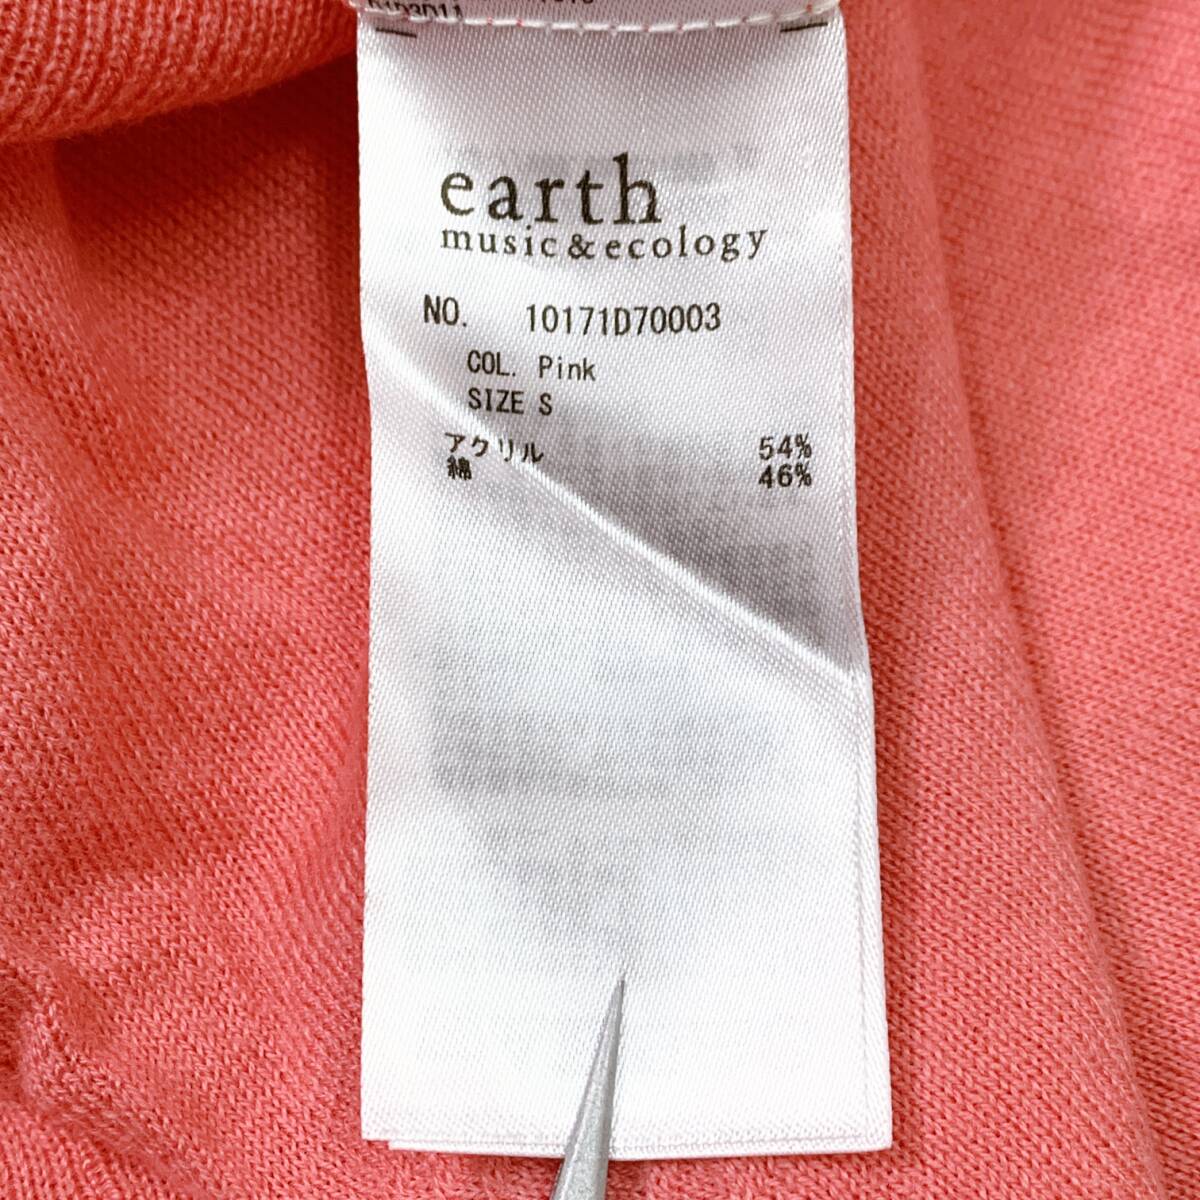 earth
music&ecology
NO. 10171D70003
COL. Pink
SIZE S
アクリル 54%
綿 46%